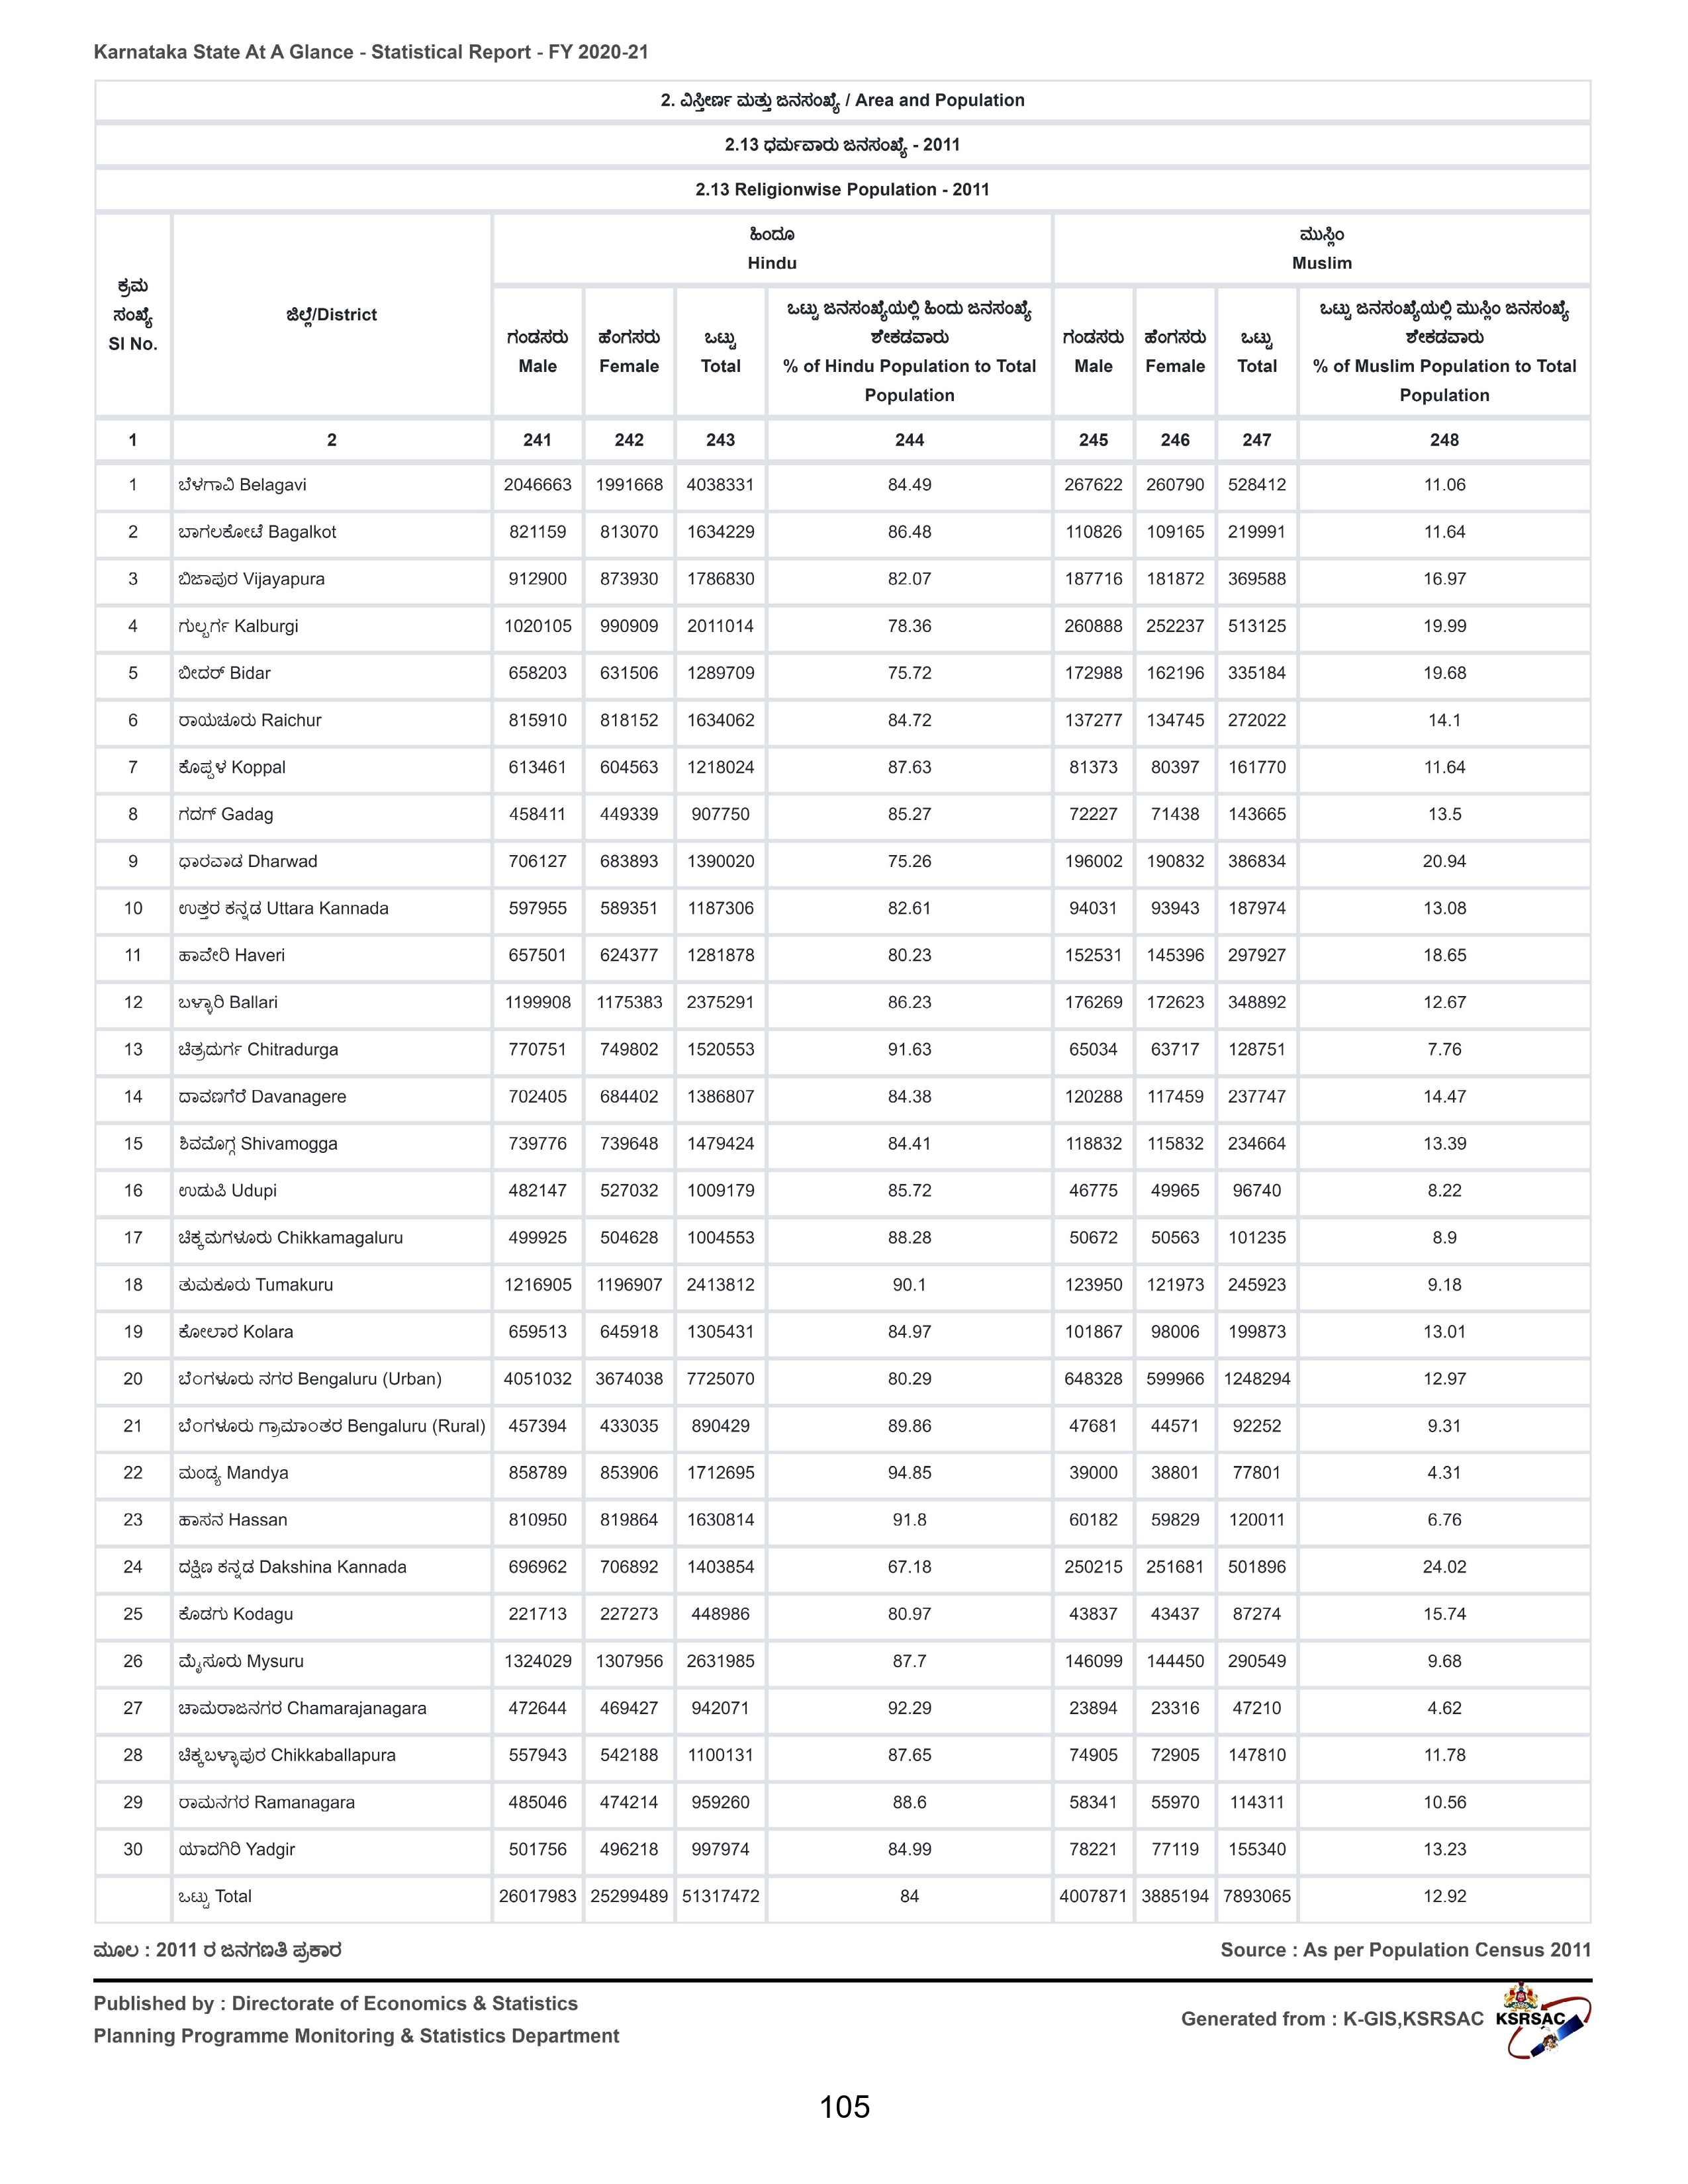 Karnataka State At A Glance - Statistical Report - FY 2020-21
2. ವಿಸ್ತೀರ್ಣ ಮತ್ತು ಜನಸಂಖ್ಯೆ / Area and Population
2.13 ಧರ್ಮವಾರು ಜನಸಂಖ್ಯೆ - 2011
2.13 Religionwise Population - 2011
ಕ್ರಮ ಸಂಖ್ಯೆ Sl No. ಜಿಲ್ಲೆ/District ಹಿಂದೂ Hindu ಮುಸ್ಲಿಂ Muslim
ಗಂಡಸರು Male ಹೆಂಗಸರು Female ಒಟ್ಟು Total ಒಟ್ಟು ಜನಸಂಖ್ಯೆಯಲ್ಲಿ ಹಿಂದು ಜನಸಂಖ್ಯೆ ಶೇಕಡವಾರು % of Hindu Population to Total Population ಗಂಡಸರು Male ಹೆಂಗಸರು Female ಒಟ್ಟು Total ಒಟ್ಟು ಜನಸಂಖ್ಯೆಯಲ್ಲಿ ಮುಸ್ಲಿಂ ಜನಸಂಖ್ಯೆ ಶೇಕಡವಾರು % of Muslim Population to Total Population
1 2 241 242 243 244 245 246 247 248
1 ಬೆಳಗಾವಿ Belagavi 2046663 1991668 4038331 84.49 267622 260790 528412 11.06
2 ಬಾಗಲಕೋಟೆ Bagalkot 821159 813070 1634229 86.48 110826 109165 219991 11.64
3 ಬಿಜಾಪುರ Vijayapura 912900 873930 1786830 82.07 187716 181872 369588 16.97
4 ಗುಲ್ಬರ್ಗ Kalburgi 1020105 990909 2011014 78.36 260888 252237 513125 19.99
5 ಬೀದರ್ Bidar 658203 631506 1289709 75.72 172988 162196 335184 19.68
6 ರಾಯಚೂರು Raichur 815910 818152 1634062 84.72 137277 134745 272022 14.1
7 ಕೊಪ್ಪಳ Koppal 613461 604563 1218024 87.63 81373 80397 161770 11.64
8 ಗದಗ್ Gadag 458411 449339 907750 85.27 72227 71438 143665 13.5
9 ಧಾರವಾಡ Dharwad 706127 683893 1390020 75.26 196002 190832 386834 20.94
10 ಉತ್ತರ ಕನ್ನಡ Uttara Kannada 597955 589351 1187306 82.61 94031 93943 187974 13.08
11 ಹಾವೇರಿ Haveri 657501 624377 1281878 80.23 152531 145396 297927 18.65
12 ಬಳ್ಳಾರಿ Ballari 1199908 1175383 2375291 86.23 176269 172623 348892 12.67
13 ಚಿತ್ರದುರ್ಗ Chitradurga 770751 749802 1520553 91.63 65034 63717 128751 7.76
14 ದಾವಣಗೆರೆ Davanagere 702405 684402 1386807 84.38 120288 117459 237747 14.47
15 ಶಿವಮೊಗ್ಗ Shivamogga 739776 739648 1479424 84.41 118832 115832 234664 13.39
16 ಉಡುಪಿ Udupi 482147 527032 1009179 85.72 46775 49965 96740 8.22
17 ಚಿಕ್ಕಮಗಳೂರು Chikkamagaluru 499925 504628 1004553 88.28 50672 50563 101235 8.9
18 ತುಮಕೂರು Tumakuru 1216905 1196907 2413812 90.1 123950 121973 245923 9.18
19 ಕೋಲಾರ Kolara 659513 645918 1305431 84.97 101867 98006 199873 13.01
20 ಬೆಂಗಳೂರು ನಗರ Bengaluru (Urban) 4051032 3674038 7725070 80.29 648328 599966 1248294 12.97
21 ಬೆಂಗಳೂರು ಗ್ರಾಮಾಂತರ Bengaluru (Rural) 457394 433035 890429 89.86 47681 44571 92252 9.31
22 ಮಂಡ್ಯ Mandya 858789 853906 1712695 94.85 39000 38801 77801 4.31
23 ಹಾಸನ Hassan 810950 819864 1630814 91.8 60182 59829 120011 6.76
24 ದಕ್ಷಿಣ ಕನ್ನಡ Dakshina Kannada 696962 706892 1403854 67.18 250215 251681 501896 24.02
25 ಕೊಡಗು Kodagu 221713 227273 448986 80.97 43837 43437 87274 15.74
26 ಮೈಸೂರು Mysuru 1324029 1307956 2631985 87.7 146099 144450 290549 9.68
27 ಚಾಮರಾಜನಗರ Chamarajanagara 472644 469427 942071 92.29 23894 23316 47210 4.62
28 ಚಿಕ್ಕಬಳ್ಳಾಪುರ Chikkaballapura 557943 542188 1100131 87.65 74905 72905 147810 11.78
29 ರಾಮನಗರ Ramanagara 485046 474214 959260 88.6 58341 55970 114311 10.56
30 ಯಾದಗಿರಿ Yadgir 501756 496218 997974 84.99 78221 77119 155340 13.23
ಒಟ್ಟು Total 26017983 25299489 51317472 84 4007871 3885194 7893065 12.92
ಮೂಲ : 2011 ರ ಜನಗಣತಿ ಪ್ರಕಾರ Source : As per Population Census 2011
Published by : Directorate of Economics & Statistics
Planning Programme Monitoring & Statistics Department
Generated from : K-GIS,KSRSAC KSRSAC
105